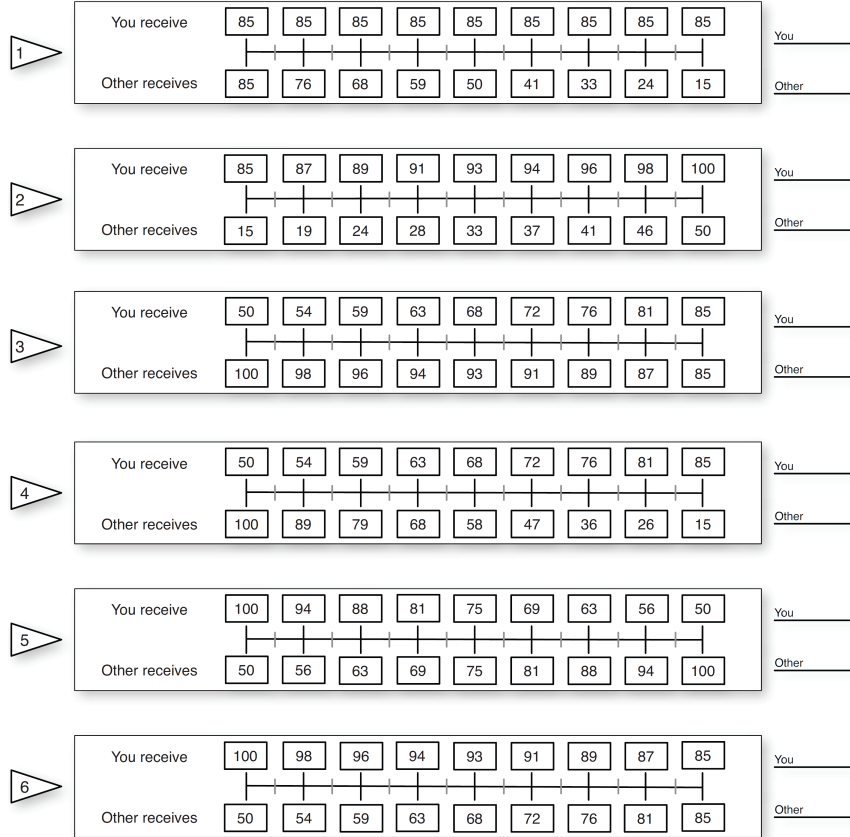 You receive 85 85 85 85 85 85 85 85 85 You
1
Other receives 85 76 68 59 50 41 33 24 15 Other
You receive 85 87 89 91 93 94 96 98 100 You
2
Other receives 15 19 24 28 33 37 41 46 50 Other
You receive 50 54 59 63 68 72 76 81 85 You
3
Other receives 100 98 96 94 93 91 89 87 85 Other
You receive 50 54 59 63 68 72 76 81 85 You
4
Other receives 100 89 79 68 58 47 36 26 15 Other
You receive 100 94 88 81 75 69 63 56 50 You
5
Other receives 50 56 63 69 75 81 88 94 100 Other
You receive 100 98 96 94 93 91 89 87 85 You
6
Other receives 50 54 59 63 68 72 76 81 85 Other